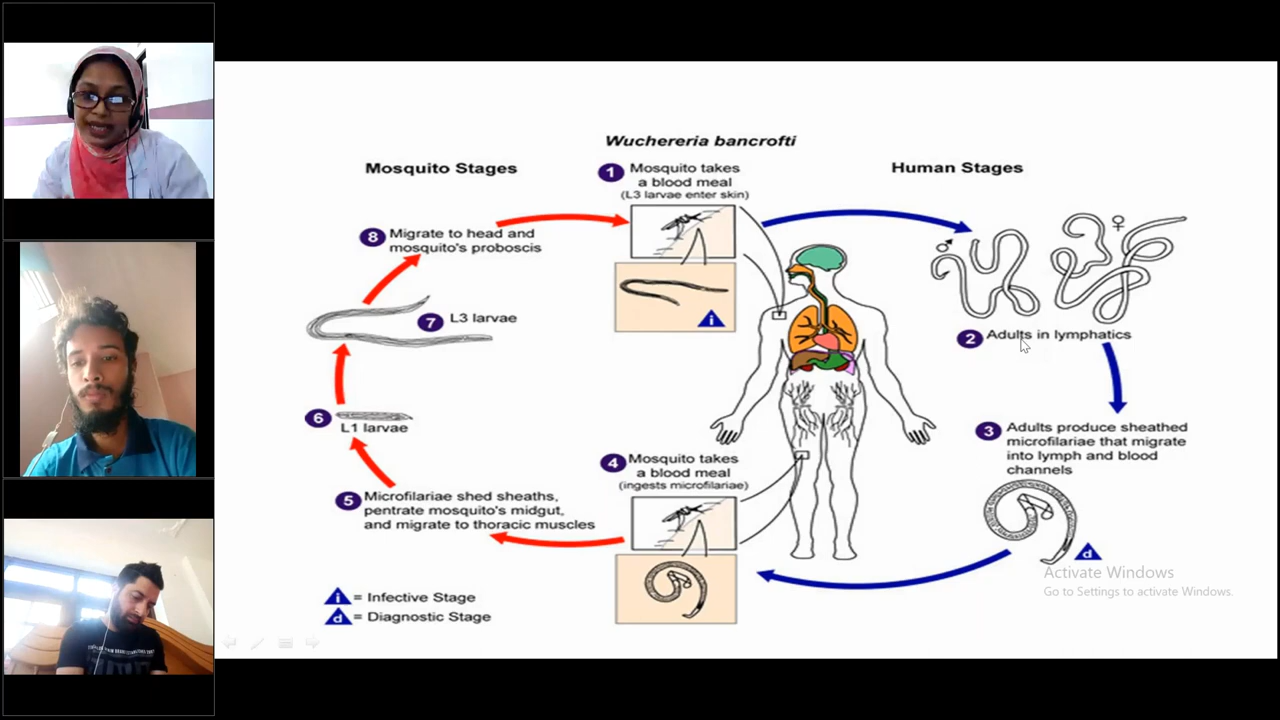 Wuchereria bancrofti
Mosquito Stages
Human Stages
1
Mosquito takes
a blood meal
(L3 larvae enter skin)
i
2
Adults in lymphatics
3
Adults produce sheathed
microfilariae that migrate
into lymph and blood
channels
d
4
Mosquito takes
a blood meal
(ingests microfilariae)
5
Microfilariae shed sheaths,
pentrate mosquito's midgut,
and migrate to thoracic muscles
6
L1 larvae
7
L3 larvae
8
Migrate to head and
mosquito's proboscis
i = Infective Stage
d = Diagnostic Stage
Activate Windows
Go to Settings to activate Windows.